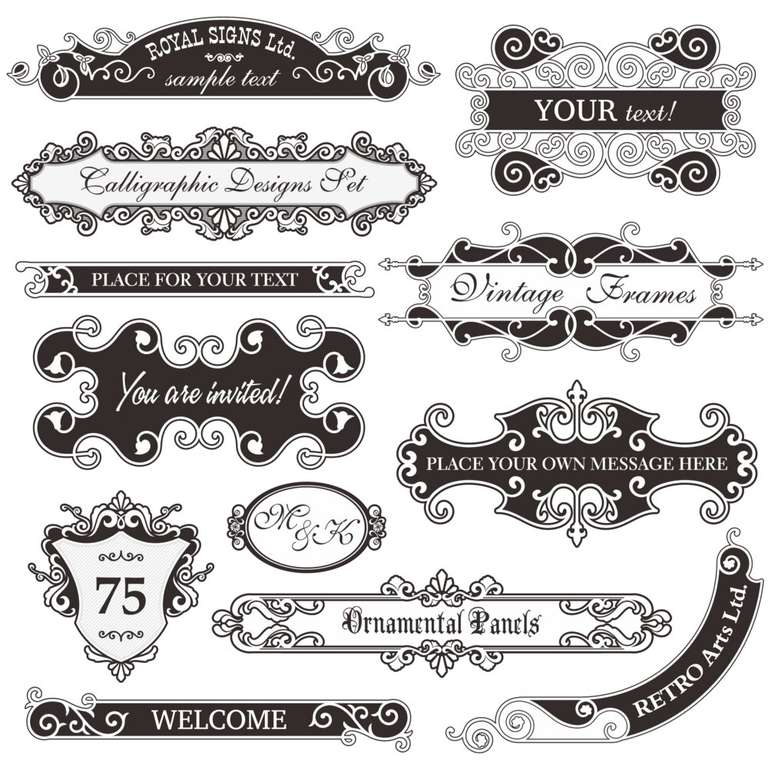 ROYAL SIGNS Ltd.
sample text
YOUR text!
Calligraphic Designs Set
PLACE FOR YOUR TEXT
Vintage Frames
You are invited!
PLACE YOUR OWN MESSAGE HERE
M & K
75
Ornamental Panels
RETRO Arts Ltd.
WELCOME